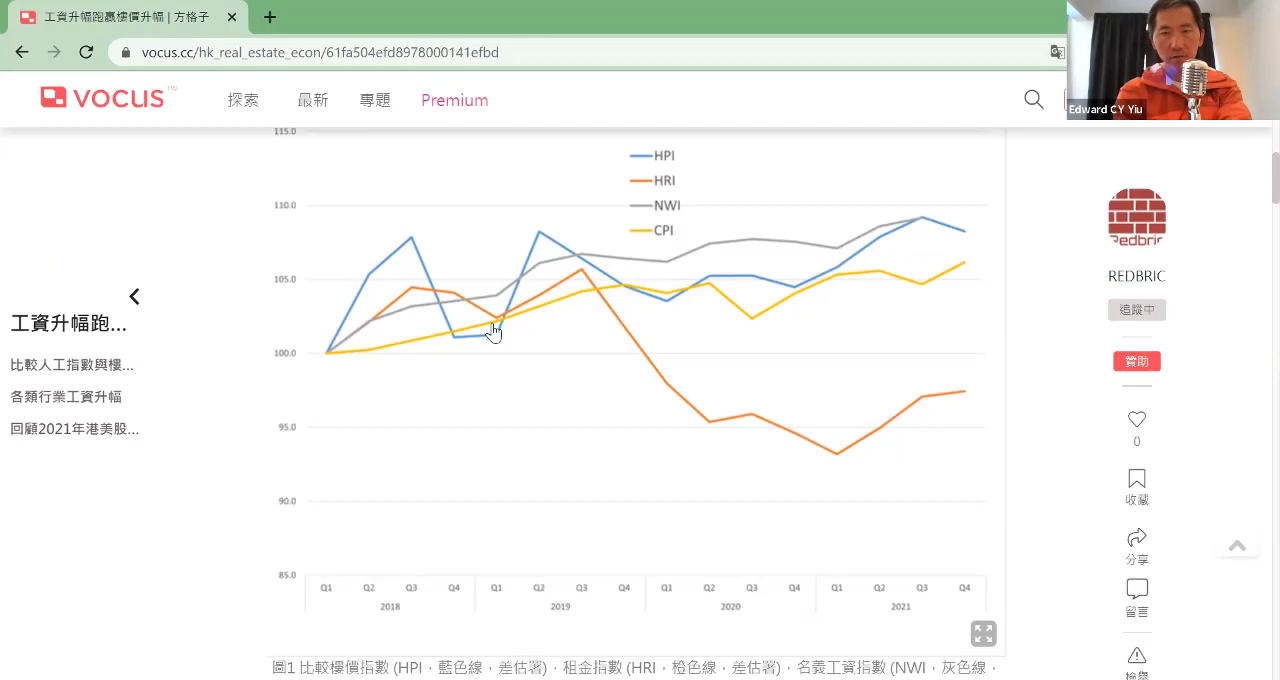 工資升幅跑贏樓價升幅 | 方格子
vocus.cc/hk_real_estate_econ/61fa504efd8978000141efbd
Edward CY Yiu
vocus TW
探索 最新 專題 Premium
115.0
HPI
HRI
110.0
NWI
CPI
105.0
100.0
95.0
90.0
85.0
Q1 Q2 Q3 Q4 Q1 Q2 Q3 Q4 Q1 Q2 Q3 Q4 Q1 Q2 Q3 Q4
2018 2019 2020 2021
圖1 比較樓價指數 (HPI，藍色線，差估署)，租金指數 (HRI，橙色線，差估署)，名義工資指數 (NWI，灰色線，
工資升幅跑...
比較人工指數與樓...
各類行業工資升幅
回顧2021年港美股...
Redbric
REDBRIC
追蹤中
贊助
0
收藏
分享
留言
檢舉